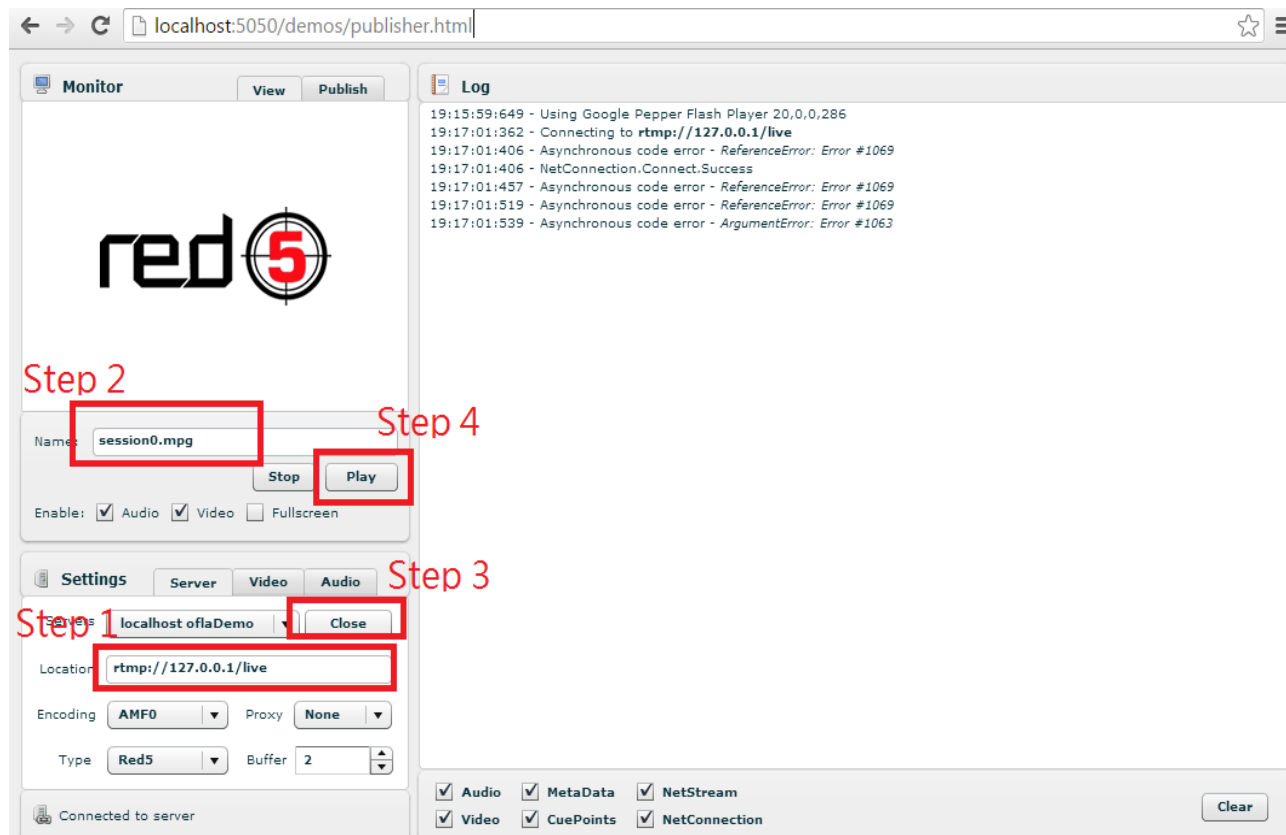 localhost:5050/demos/publisher.html
Monitor
View
Publish
red5
Step 2
Step 4
Name:
session0.mpg
Stop
Play
Enable:
Audio
Video
Fullscreen
Settings
Server
Video
Audio
Step 3
Step 1
Servers
localhost oflaDemo
Close
Location
rtmp://127.0.0.1/live
Encoding
AMF0
Proxy
None
Type
Red5
Buffer
2
Connected to server
Log
19:15:59:649 - Using Google Pepper Flash Player 20,0,0,286
19:17:01:362 - Connecting to rtmp://127.0.0.1/live
19:17:01:406 - Asynchronous code error - ReferenceError: Error #1069
19:17:01:406 - NetConnection.Connect.Success
19:17:01:457 - Asynchronous code error - ReferenceError: Error #1069
19:17:01:519 - Asynchronous code error - ReferenceError: Error #1069
19:17:01:539 - Asynchronous code error - ArgumentError: Error #1063
Audio
MetaData
NetStream
Video
CuePoints
NetConnection
Clear